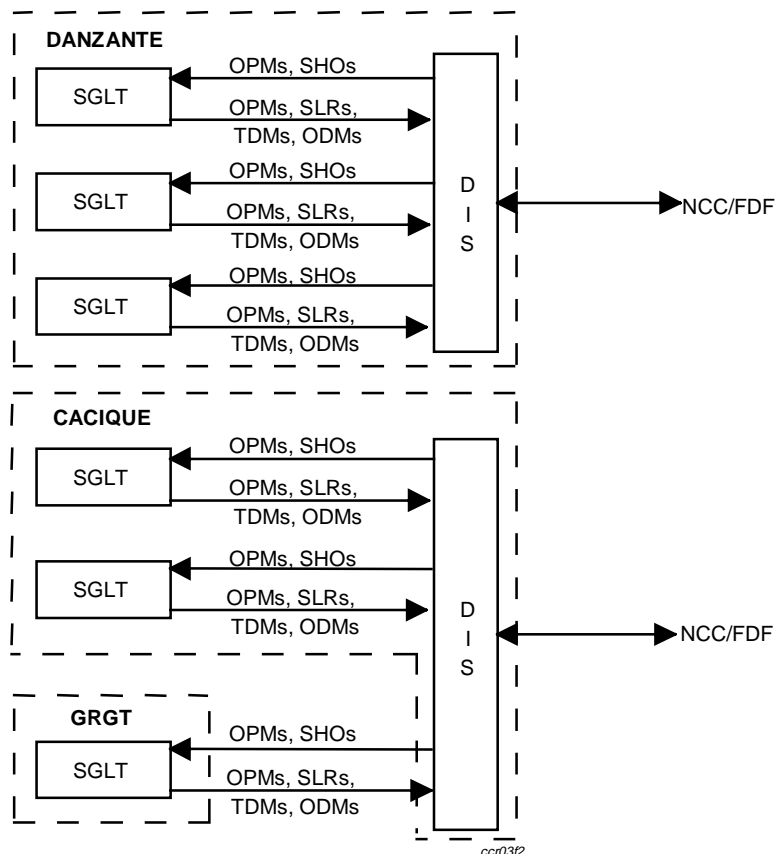 DANZANTE
SGLT
OPMs, SHOs
OPMs, SLRs,
TDMs, ODMs
SGLT
OPMs, SHOs
OPMs, SLRs,
TDMs, ODMs
SGLT
OPMs, SHOs
OPMs, SLRs,
TDMs, ODMs
D
I
S
NCC/FDF
CACIQUE
SGLT
OPMs, SHOs
OPMs, SLRs,
TDMs, ODMs
SGLT
OPMs, SHOs
OPMs, SLRs,
TDMs, ODMs
D
I
S
NCC/FDF
GRGT
SGLT
OPMs, SHOs
OPMs, SLRs,
TDMs, ODMs
ccr03f2